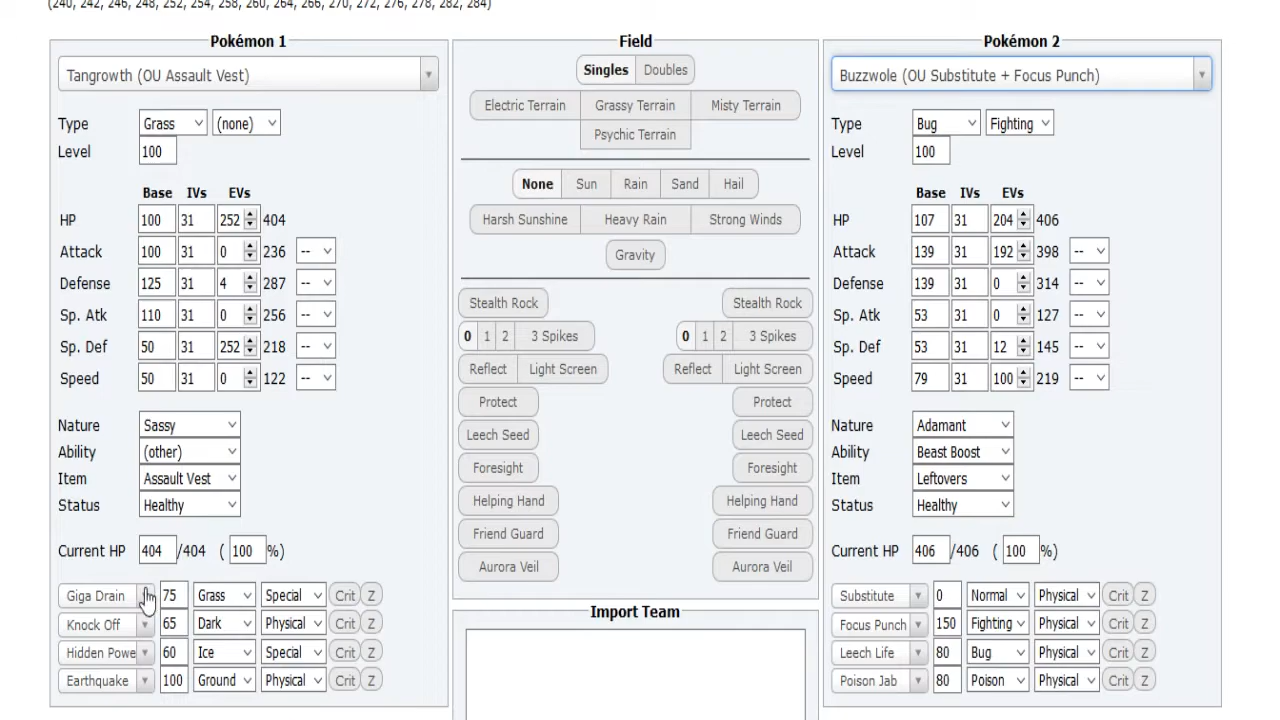 (240, 242, 246, 248, 252, 254, 258, 260, 264, 266, 270, 272, 276, 278, 282, 284)
Pokémon 1
Tangrowth (OU Assault Vest)
Type Grass (none)
Level 100
Base IVs EVs
HP 100 31 252 404
Attack 100 31 0 236 --
Defense 125 31 4 287 --
Sp. Atk 110 31 0 256 --
Sp. Def 50 31 252 218 --
Speed 50 31 0 122 --
Nature Sassy
Ability (other)
Item Assault Vest
Status Healthy
Current HP 404 /404 ( 100 %)
Giga Drain 75 Grass Special Crit Z
Knock Off 65 Dark Physical Crit Z
Hidden Powe 60 Ice Special Crit Z
Earthquake 100 Ground Physical Crit Z
Field
Singles Doubles
Electric Terrain Grassy Terrain Misty Terrain
Psychic Terrain
None Sun Rain Sand Hail
Harsh Sunshine Heavy Rain Strong Winds
Gravity
Stealth Rock Stealth Rock
0 1 2 3 Spikes 0 1 2 3 Spikes
Reflect Light Screen Reflect Light Screen
Protect Protect
Leech Seed Leech Seed
Foresight Foresight
Helping Hand Helping Hand
Friend Guard Friend Guard
Aurora Veil Aurora Veil
Import Team
Pokémon 2
Buzzwole (OU Substitute + Focus Punch)
Type Bug Fighting
Level 100
Base IVs EVs
HP 107 31 204 406
Attack 139 31 192 398 --
Defense 139 31 0 314 --
Sp. Atk 53 31 0 127 --
Sp. Def 53 31 12 145 --
Speed 79 31 100 219 --
Nature Adamant
Ability Beast Boost
Item Leftovers
Status Healthy
Current HP 406 /406 ( 100 %)
Substitute 0 Normal Physical Crit Z
Focus Punch 150 Fighting Physical Crit Z
Leech Life 80 Bug Physical Crit Z
Poison Jab 80 Poison Physical Crit Z